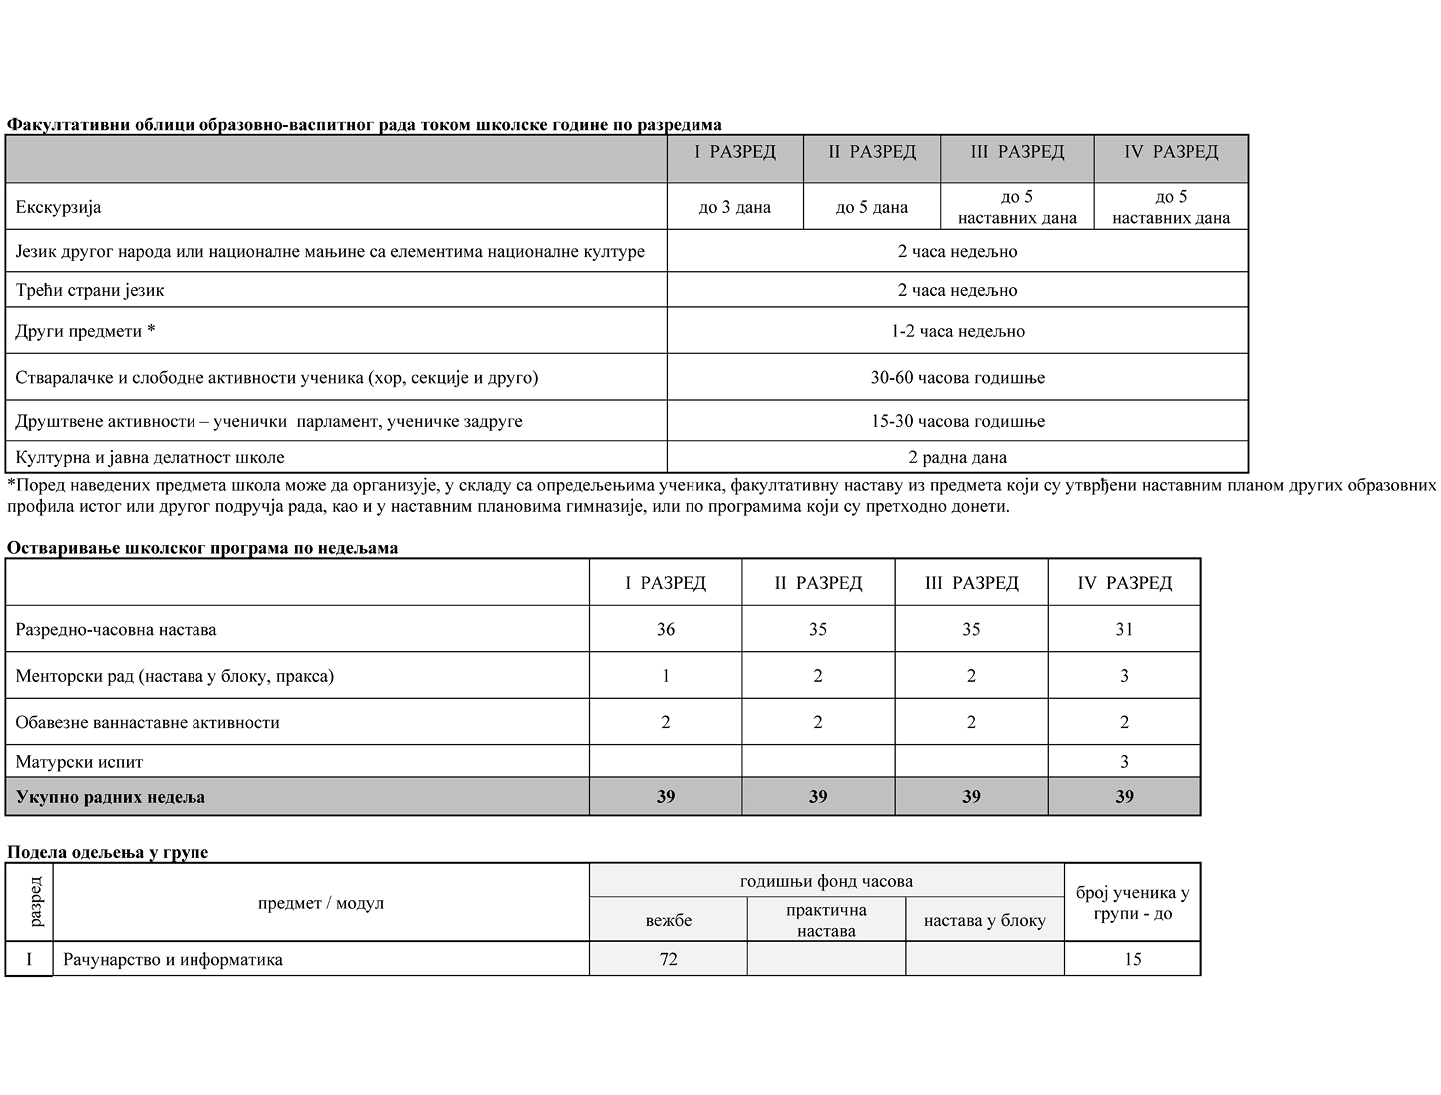 Факултативни облици образовно-васпитног рада током школске године по разредима
I РАЗРЕД II РАЗРЕД III РАЗРЕД IV РАЗРЕД
Екскурзија до 3 дана до 5 дана до 5 наставних дана до 5 наставних дана
Језик другог народа или националне мањине са елементима националне културе 2 часа недељно
Трећи страни језик 2 часа недељно
Други предмети * 1-2 часа недељно
Стваралачке и слободне активности ученика (хор, секције и друго) 30-60 часова годишње
Друштвене активности – ученички парламент, ученичке задруге 15-30 часова годишње
Културна и јавна делатност школе 2 радна дана
*Поред наведених предмета школа може да организује, у складу са опредељењима ученика, факултативну наставу из предмета који су утврђени наставним планом других образовних
профила истог или другог подручја рада, као и у наставним плановима гимназије, или по програмима који су претходно донети.
Остваривање школског програма по недељама
I РАЗРЕД II РАЗРЕД III РАЗРЕД IV РАЗРЕД
Разредно-часовна настава 36 35 35 31
Менторски рад (настава у блоку, пракса) 1 2 2 3
Обавезне ваннаставне активности 2 2 2 2
Матурски испит 3
Укупно радних недеља 39 39 39 39
Подела одељења у групе
разред
предмет / модул
годишњи фонд часова
број ученика у
групи - до
вежбе
практична
настава
настава у блоку
I Рачунарство и информатика 72 15